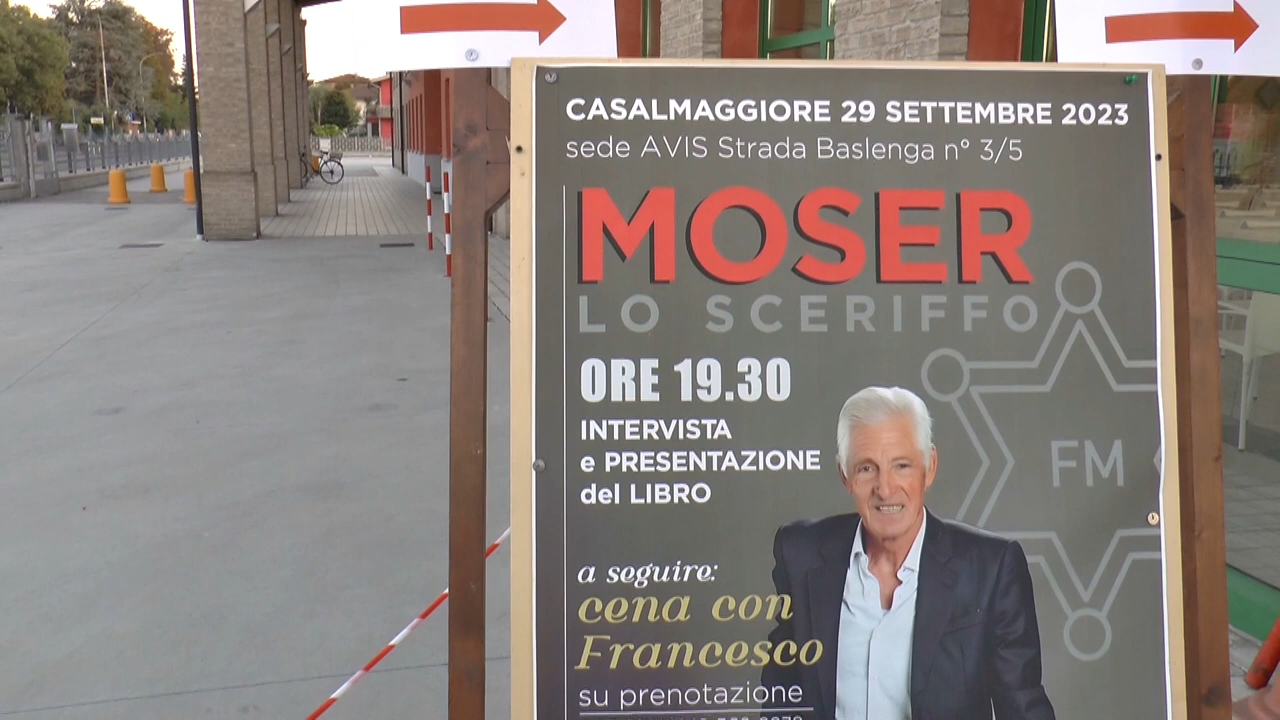 CASALMAGGIORE 29 SETTEMBRE 2023
sede AVIS Strada Baslenga n° 3/5
MOSER
LO SCERIFFO
ORE 19.30
INTERVISTA
e PRESENTAZIONE
del LIBRO
FM
a seguire:
cena con
Francesco
su prenotazione